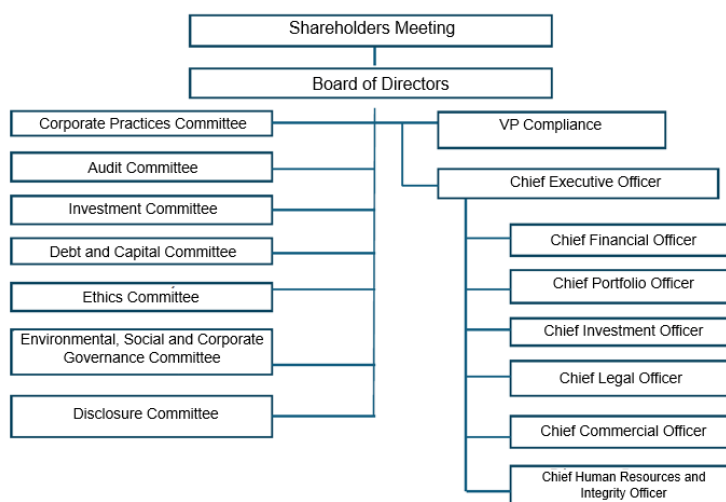 Shareholders Meeting
Board of Directors
Corporate Practices Committee
VP Compliance
Audit Committee
Chief Executive Officer
Investment Committee
Chief Financial Officer
Debt and Capital Committee
Chief Portfolio Officer
Ethics Committee
Chief Investment Officer
Environmental, Social and Corporate
Governance Committee
Chief Legal Officer
Disclosure Committee
Chief Commercial Officer
Chief Human Resources and
Integrity Officer